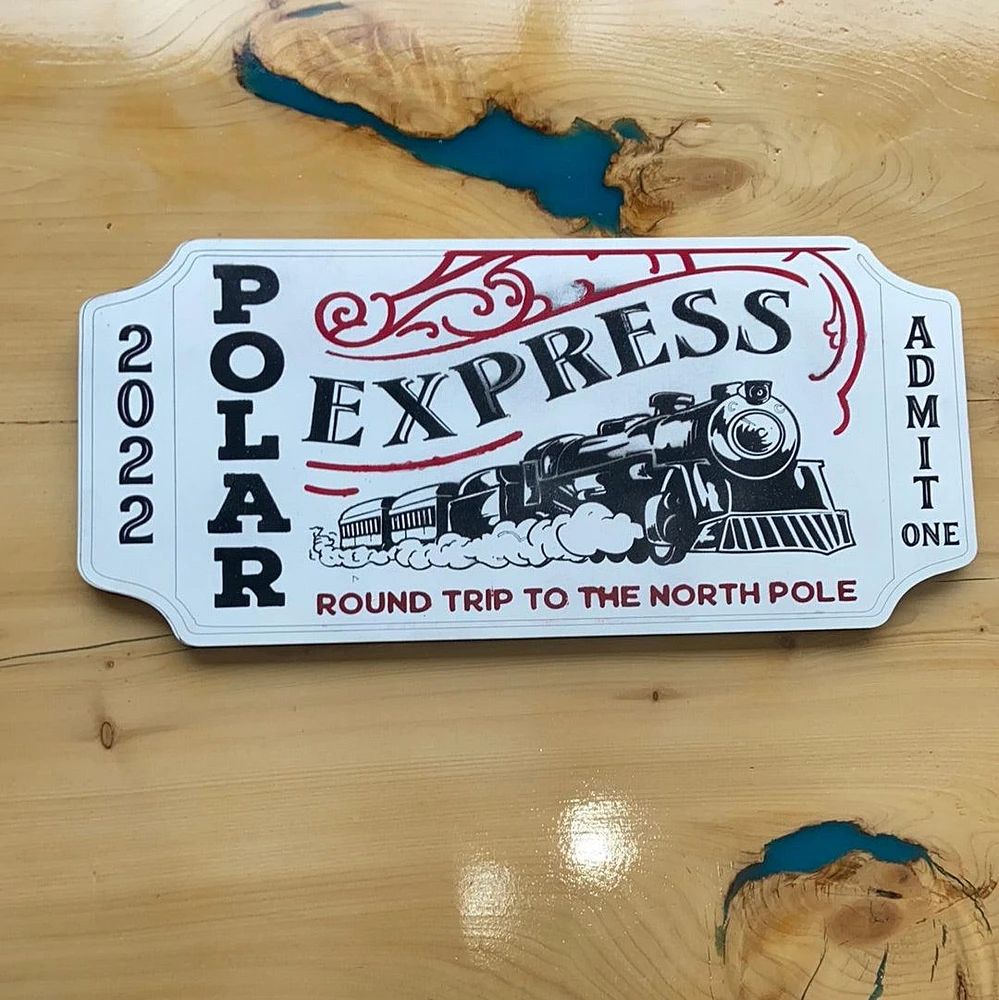 2022
POLAR
EXPRESS
ROUND TRIP TO THE NORTH POLE
ADMIT
ONE